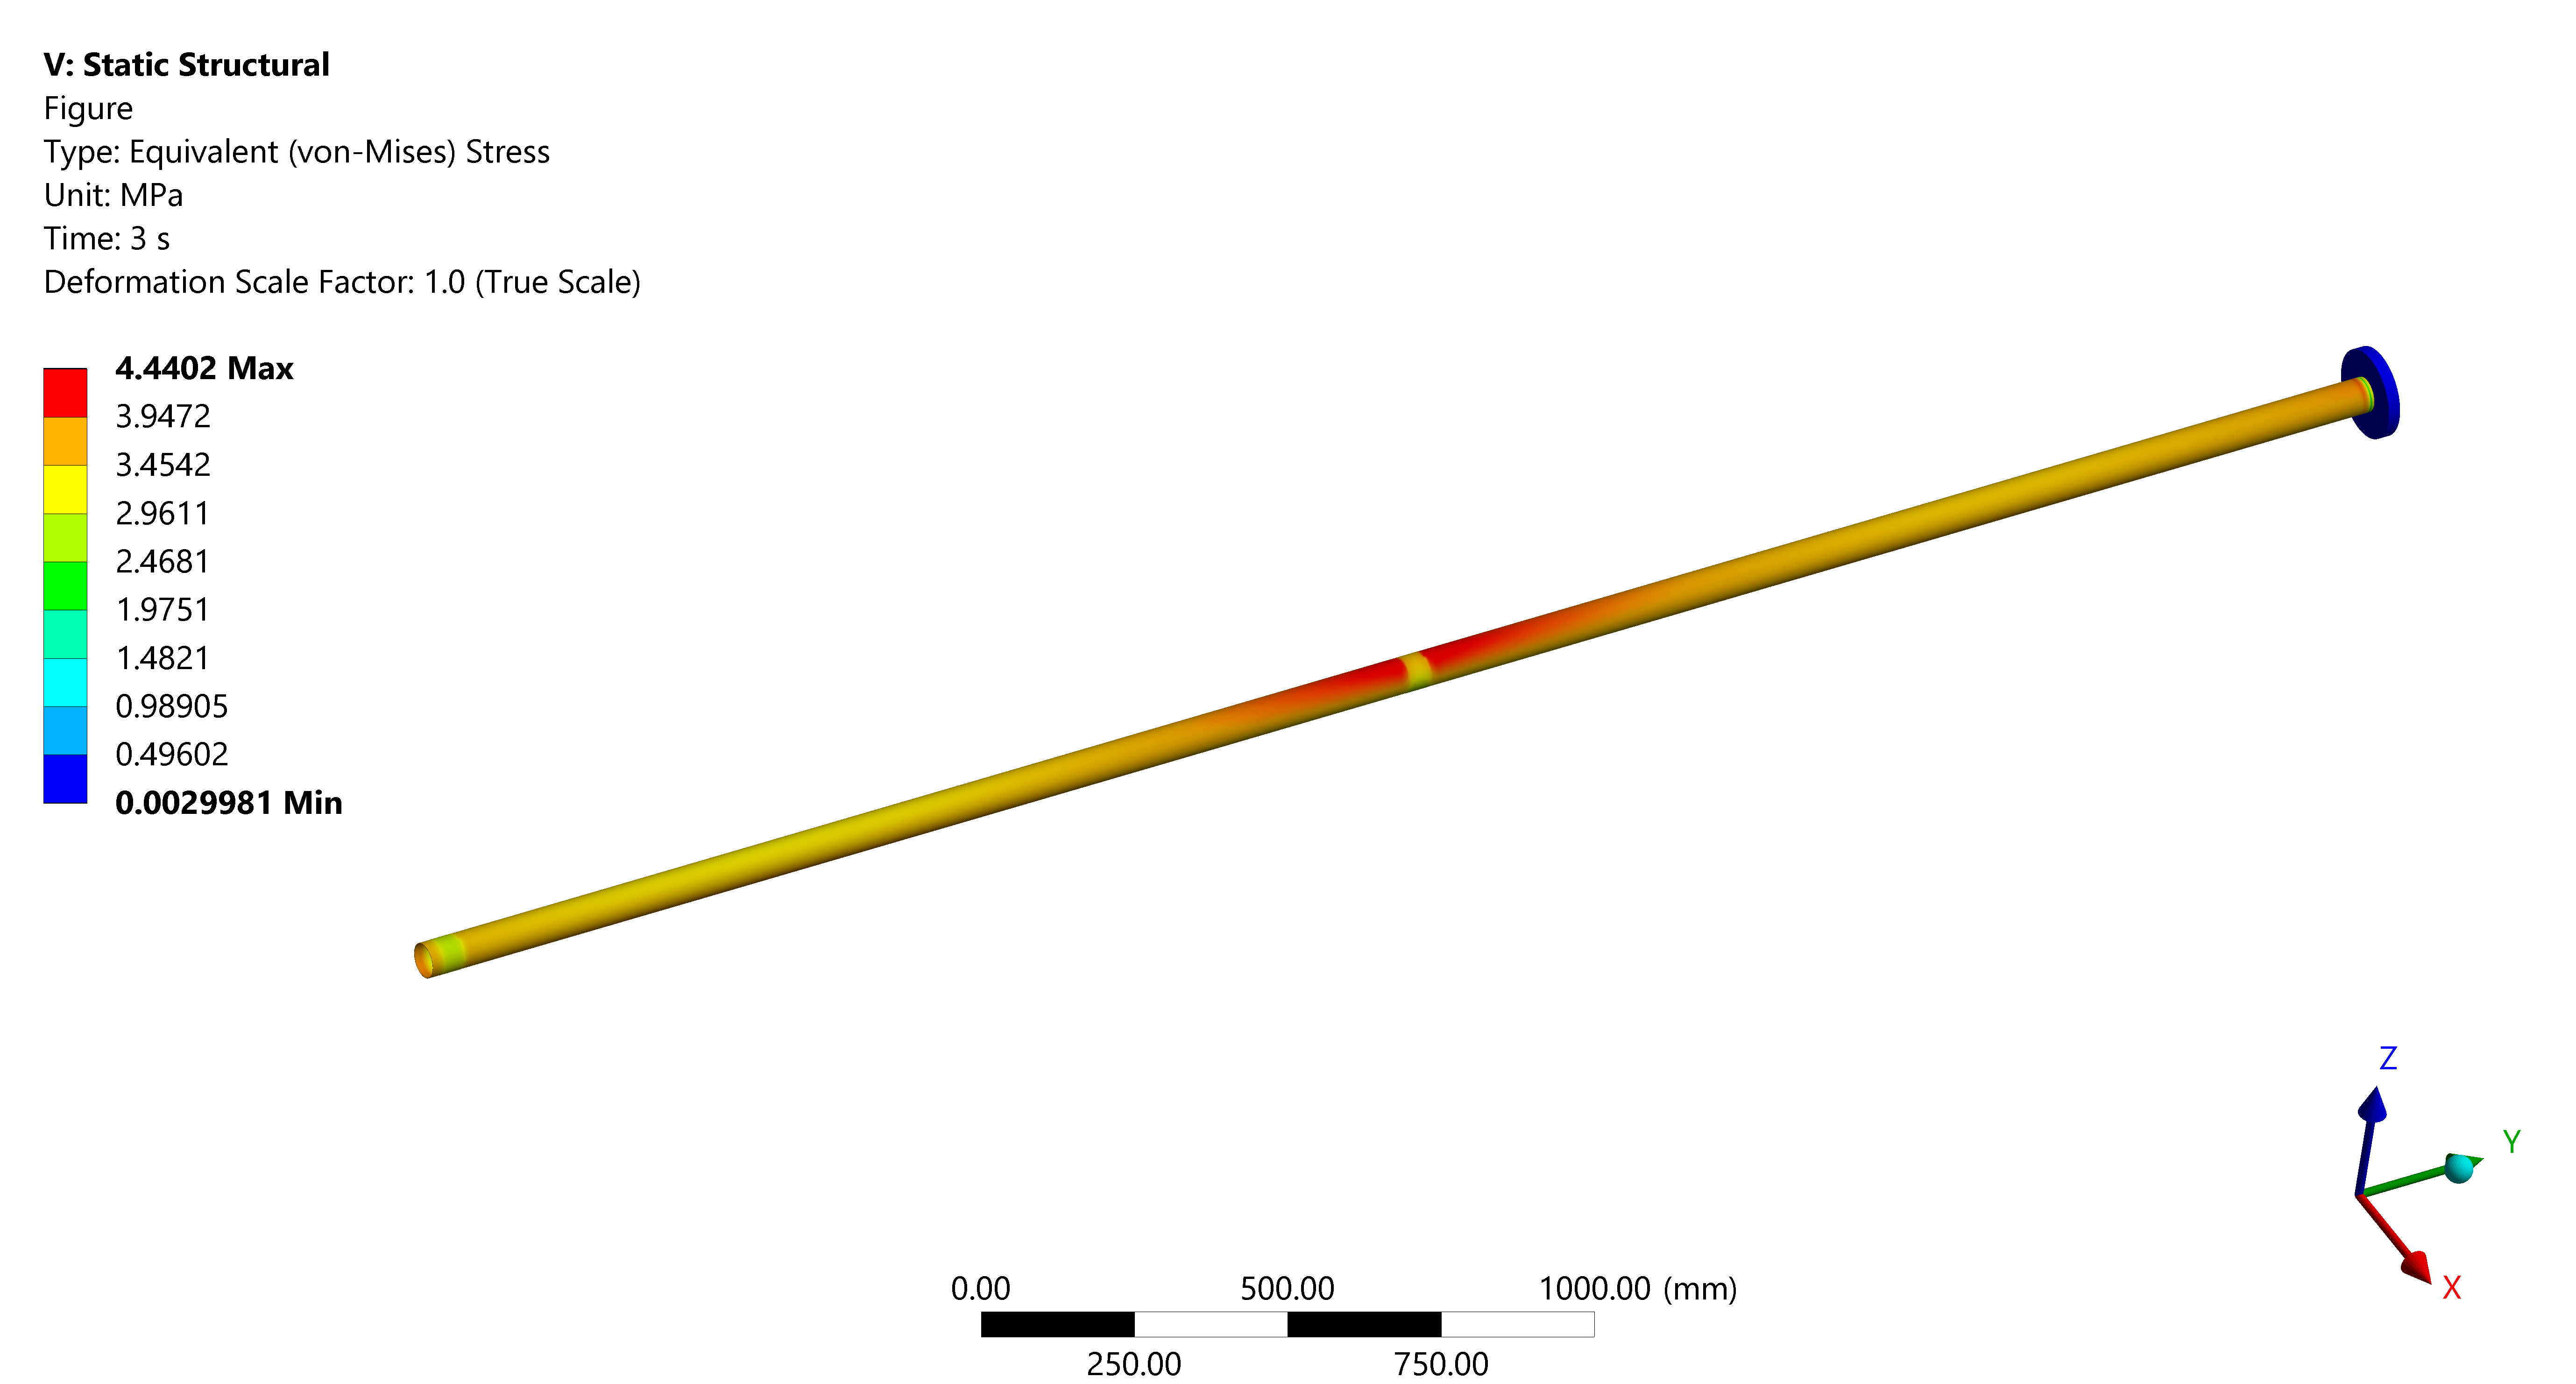 V: Static Structural
Figure
Type: Equivalent (von-Mises) Stress
Unit: MPa
Time: 3 s
Deformation Scale Factor: 1.0 (True Scale)
4.4402 Max
3.9472
3.4542
2.9611
2.4681
1.9751
1.4821
0.98905
0.49602
0.0029981 Min
Z
Y
X
0.00 500.00 1000.00 (mm)
250.00 750.00